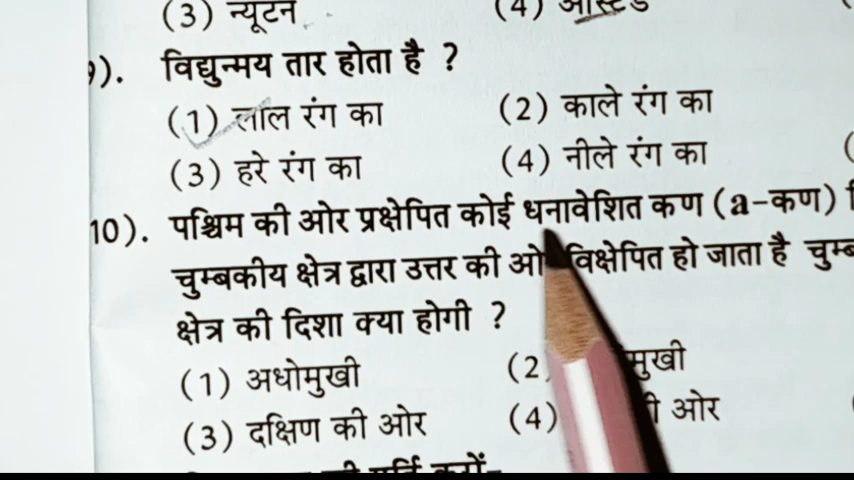 (3) न्यूटन (4)
9). विद्युन्मय तार होता है ?
(1) लाल रंग का (2) काले रंग का
(3) हरे रंग का (4) नीले रंग का
10). पश्चिम की ओर प्रक्षेपित कोई धनावेशित कण (a-कण)
चुम्बकीय क्षेत्र द्वारा उत्तर की ओ विक्षेपित हो जाता है
क्षेत्र की दिशा क्या होगी ?
(1) अधोमुखी (2) मुखी
(3) दक्षिण की ओर (4) ओर